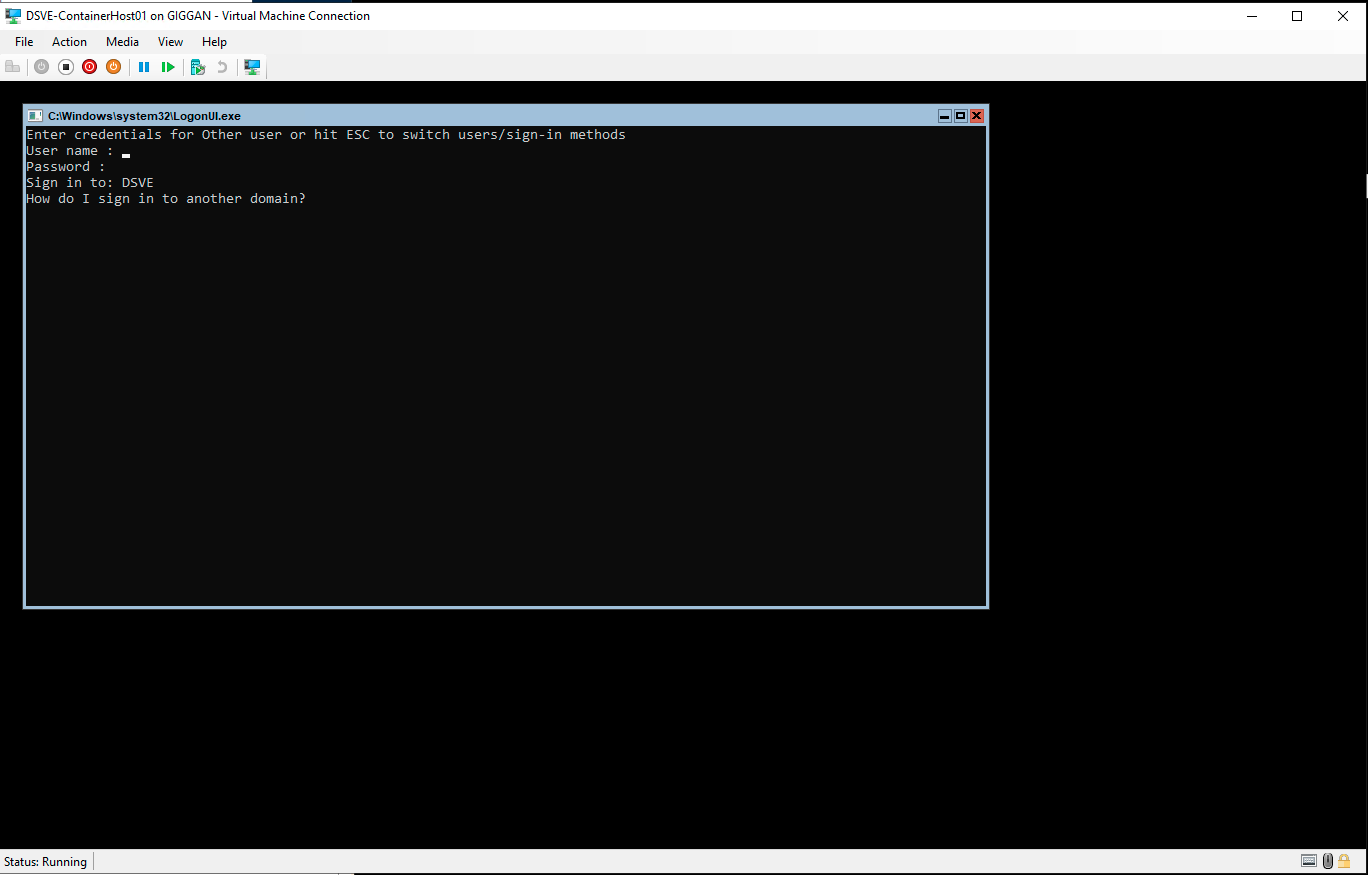 DSVE-ContainerHost01 on GIGGAN - Virtual Machine Connection
File Action Media View Help
C:\Windows\system32\LogonUI.exe
Enter credentials for Other user or hit ESC to switch users/sign-in methods
User name :
Password :
Sign in to: DSVE
How do I sign in to another domain?
Status: Running